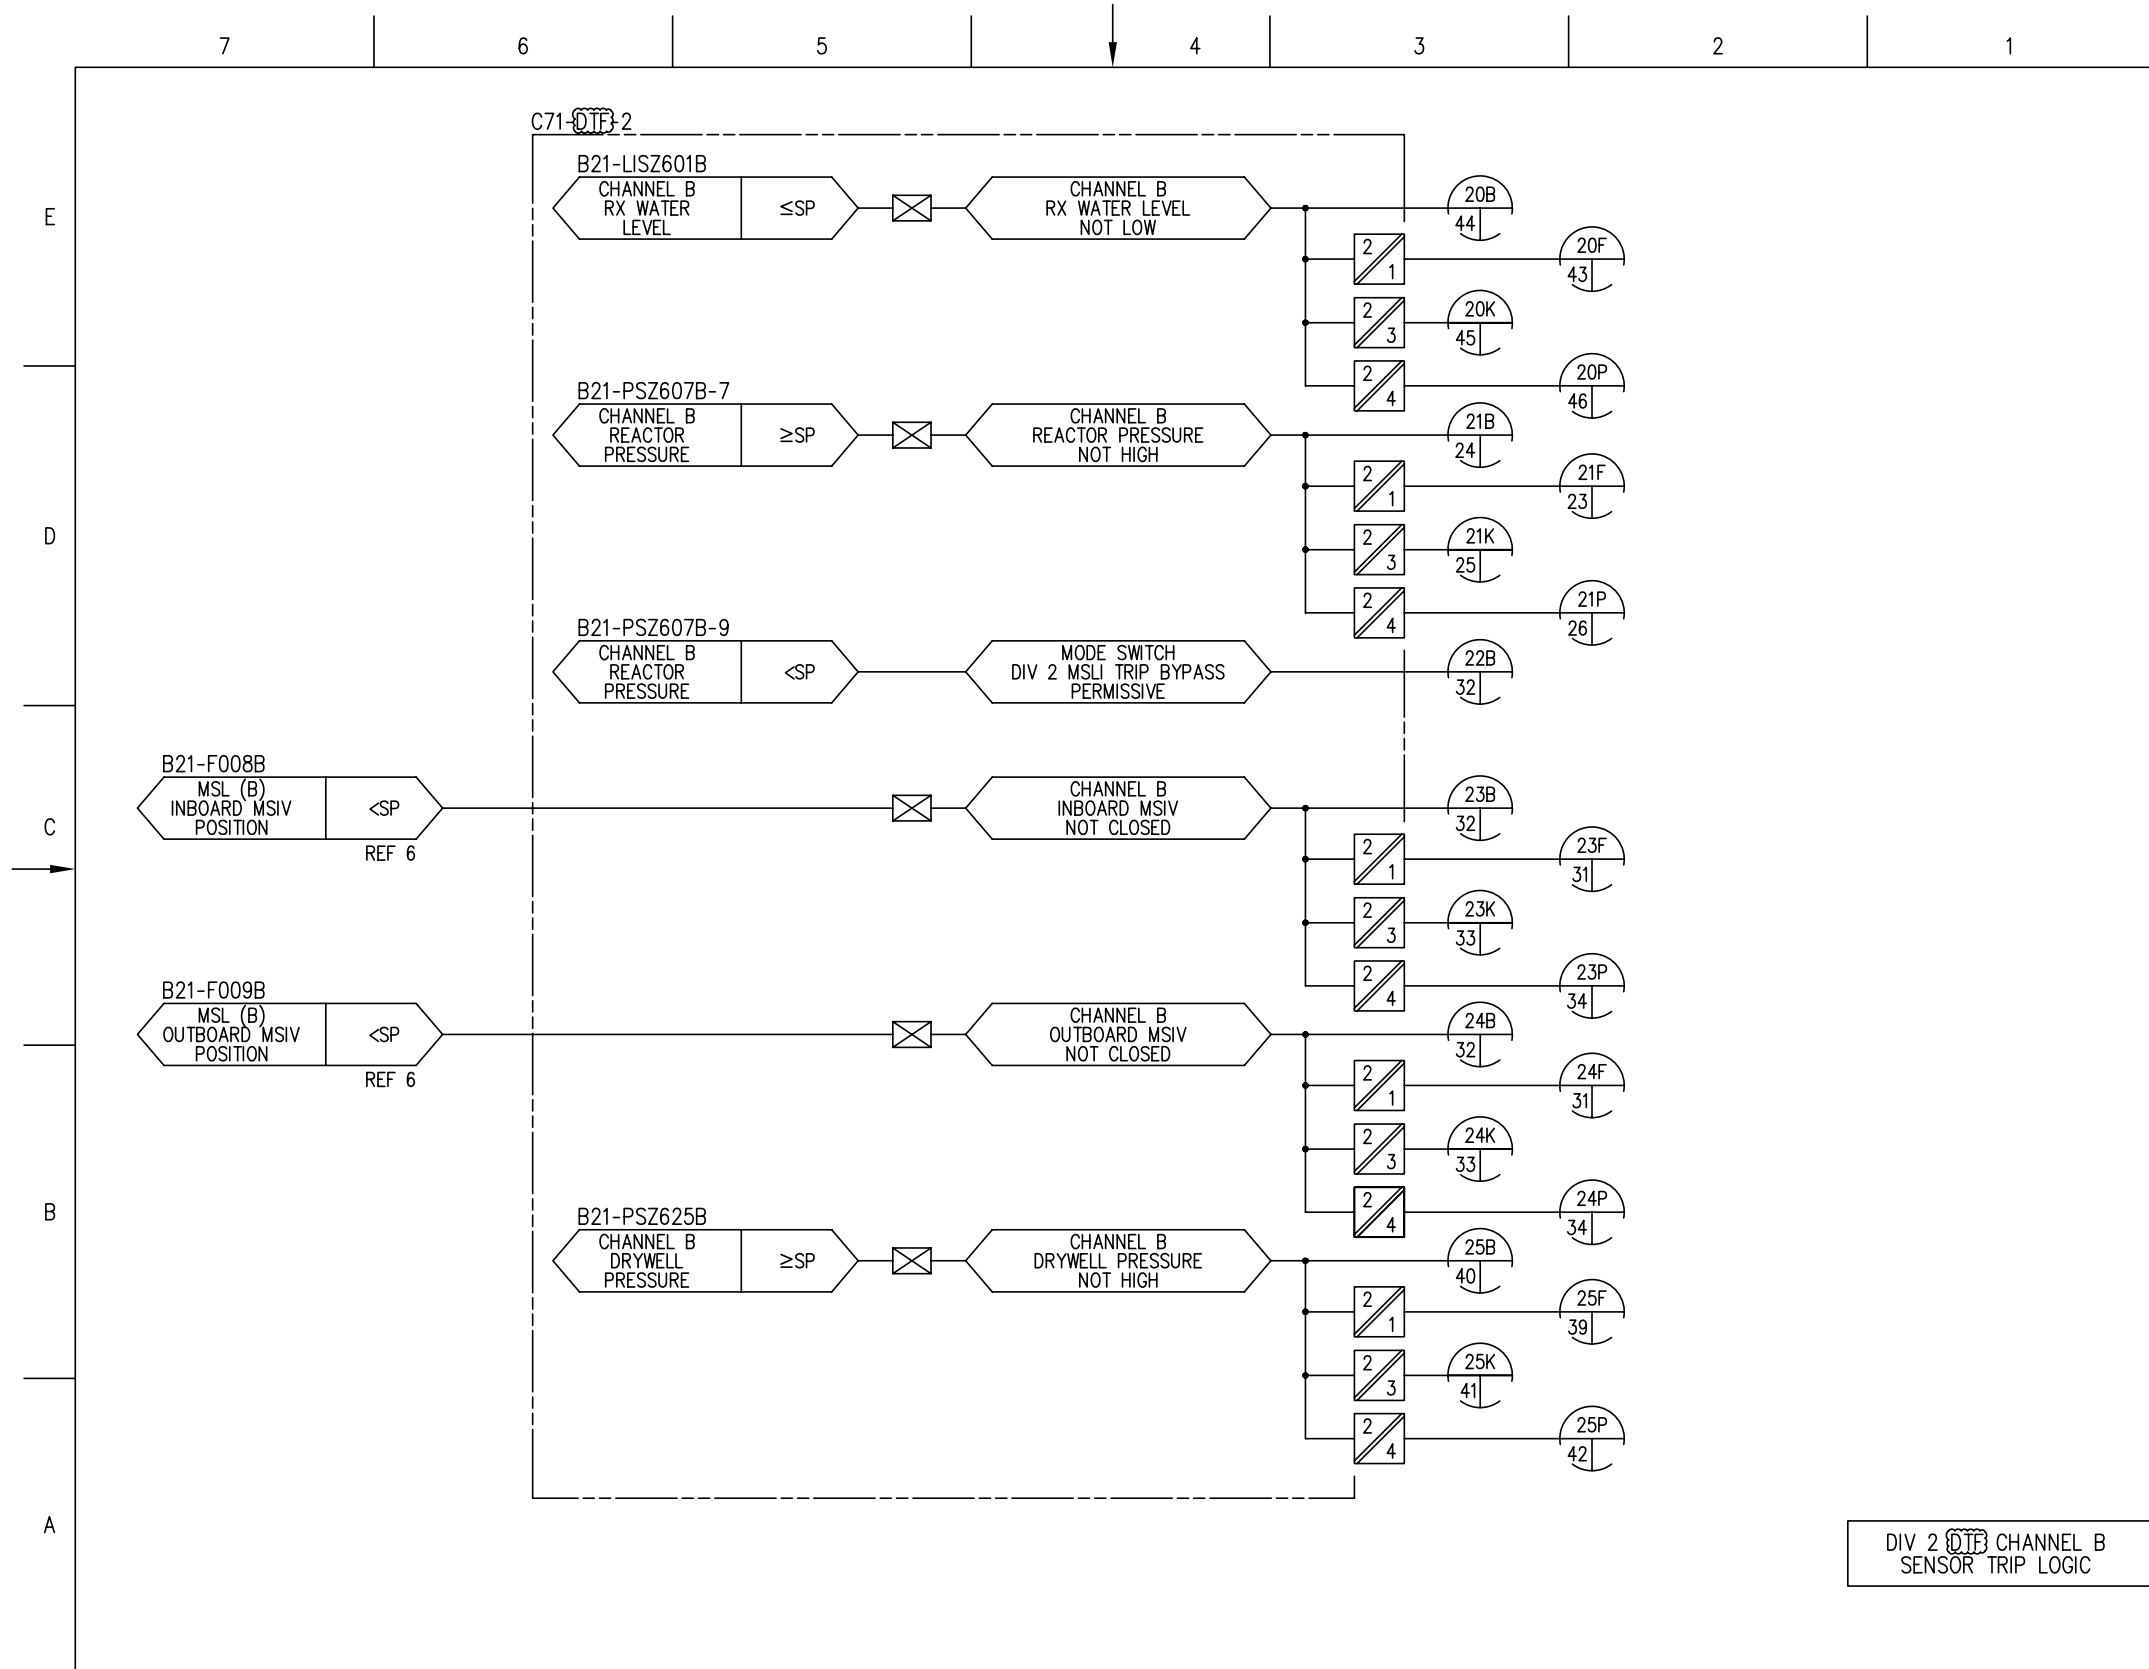 7 6 5 4 3 2 1
C71-DTF-2
B21-LISZ601B
CHANNEL B
RX WATER
LEVEL
≤SP
CHANNEL B
RX WATER LEVEL
NOT LOW
20B
44
E
2
1
20F
43
2
3
20K
45
2
4
20P
46
B21-PSZ607B-7
CHANNEL B
REACTOR
PRESSURE
≥SP
CHANNEL B
REACTOR PRESSURE
NOT HIGH
21B
24
2
1
21F
23
D
2
3
21K
25
2
4
21P
26
B21-PSZ607B-9
CHANNEL B
REACTOR
PRESSURE
<SP
MODE SWITCH
DIV 2 MSLI TRIP BYPASS
PERMISSIVE
22B
32
B21-F008B
MSL (B)
INBOARD MSIV
POSITION
<SP
REF 6
CHANNEL B
INBOARD MSIV
NOT CLOSED
23B
32
C
2
1
23F
31
2
3
23K
33
2
4
23P
34
B21-F009B
MSL (B)
OUTBOARD MSIV
POSITION
<SP
REF 6
CHANNEL B
OUTBOARD MSIV
NOT CLOSED
24B
32
2
1
24F
31
2
3
24K
33
2
4
24P
34
B
B21-PSZ625B
CHANNEL B
DRYWELL
PRESSURE
≥SP
CHANNEL B
DRYWELL PRESSURE
NOT HIGH
25B
40
2
1
25F
39
2
3
25K
41
2
4
25P
42
A
DIV 2 DTF CHANNEL B
SENSOR TRIP LOGIC